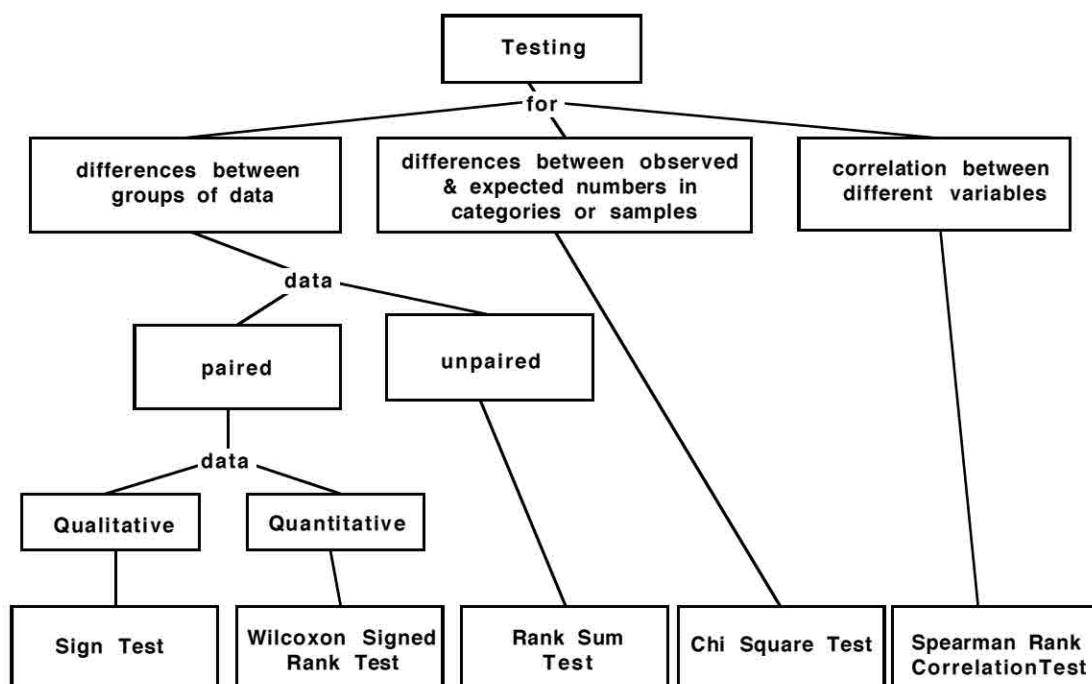 Testing
for
differences between
groups of data
differences between observed
& expected numbers in
categories or samples
correlation between
different variables
data
paired
unpaired
data
Qualitative
Quantitative
Sign Test
Wilcoxon Signed
Rank Test
Rank Sum
Test
Chi Square Test
Spearman Rank
CorrelationTest